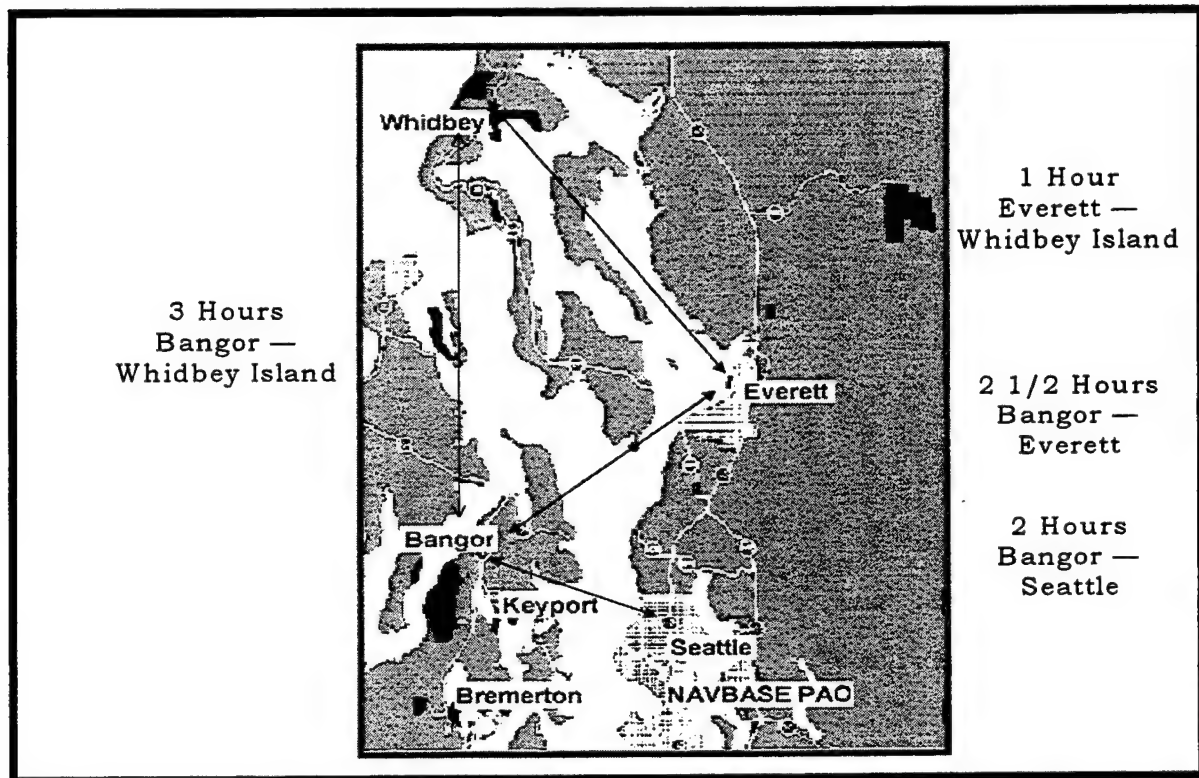 Whidbey
1 Hour
Everett —
Whidbey Island
3 Hours
Bangor —
Whidbey Island
Everett
2 1/2 Hours
Bangor —
Everett
Bangor
2 Hours
Bangor —
Seattle
Keyport
Seattle
Bremerton
NAVBASE PAO